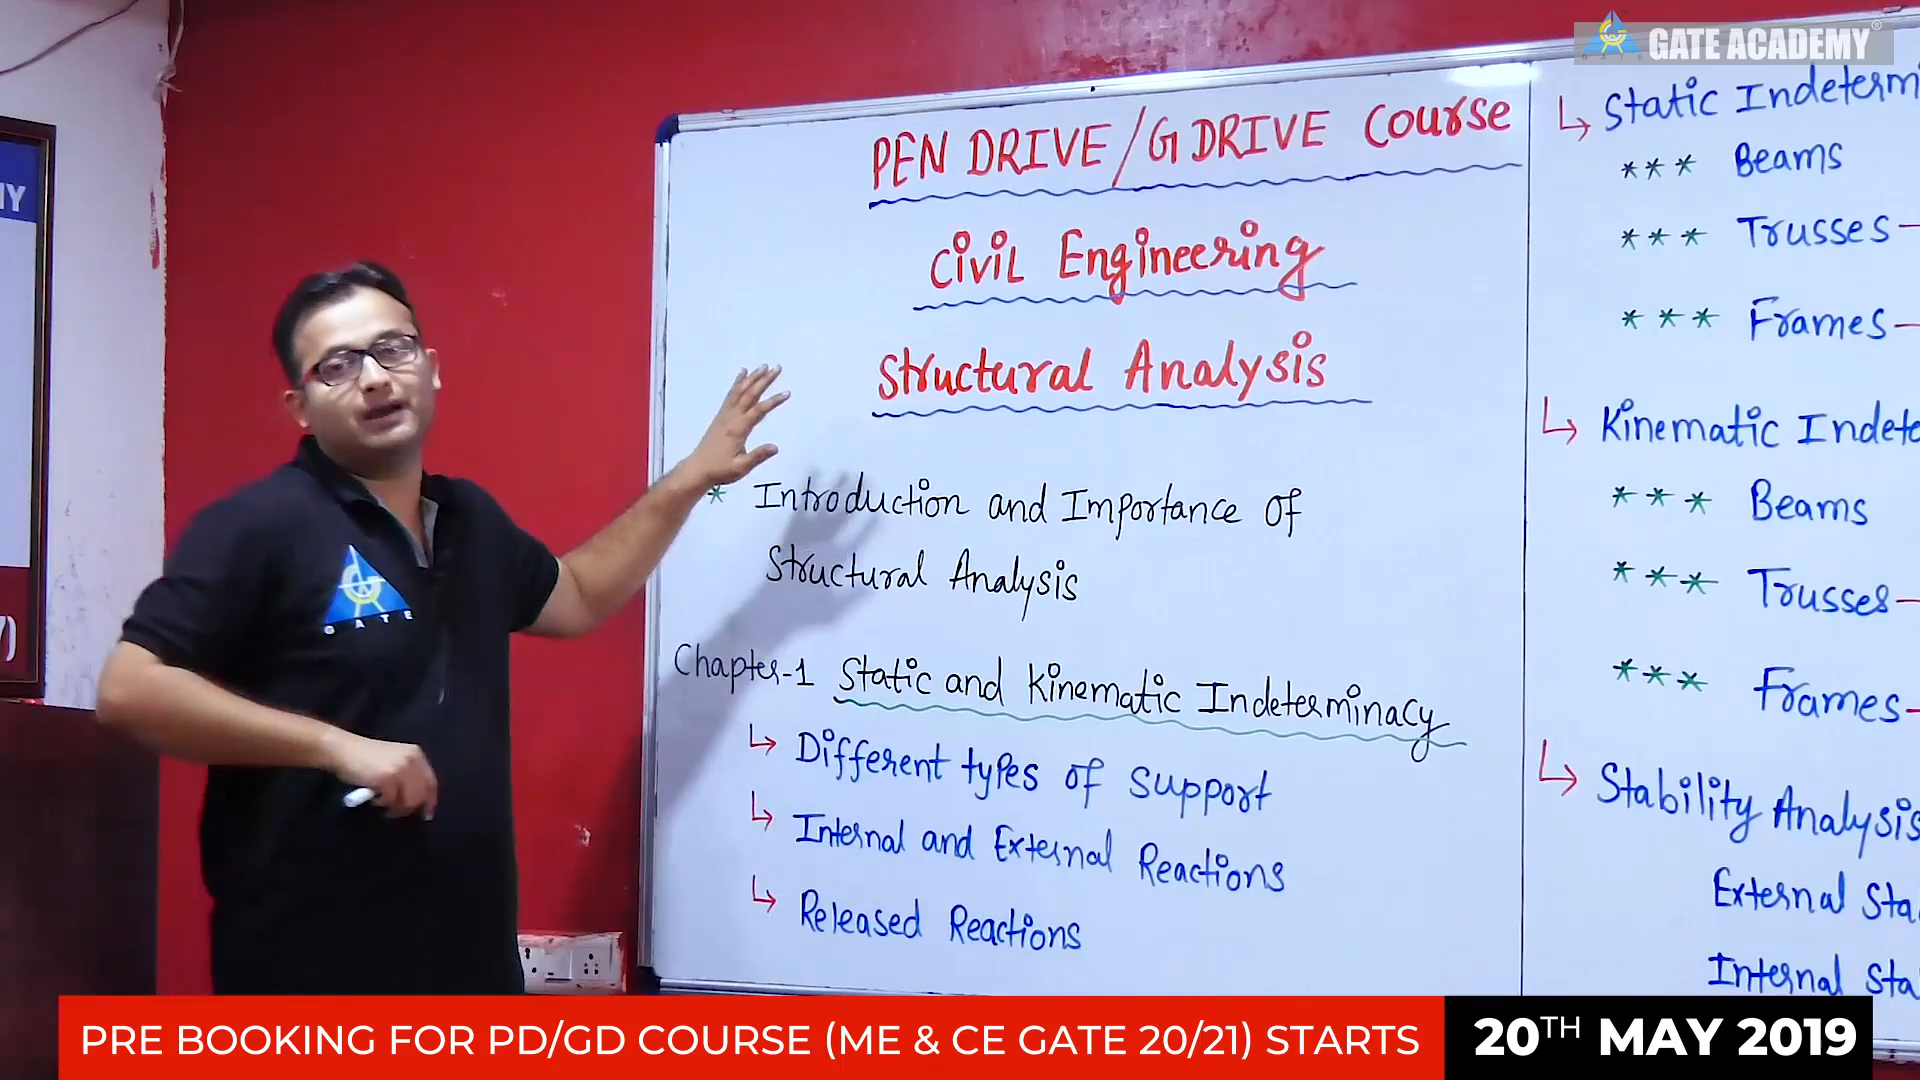 GATE ACADEMY®
GATE
PEN DRIVE/G DRIVE Course
Civil Engineering
Structural Analysis
* Introduction and Importance of
Structural Analysis
Chapter-1 Static and Kinematic Indeterminacy
↳ Different types of support
↳ Internal and External Reactions
↳ Released Reactions
↳ Static Indeterm
*** Beams
*** Trusses
*** Frames
↳ Kinematic Indete
*** Beams
*** Trusses
*** Frames
↳ Stability Analysis
External Sta
Internal Sta
GATE
PRE BOOKING FOR PD/GD COURSE (ME & CE GATE 20/21) STARTS
20TH MAY 2019